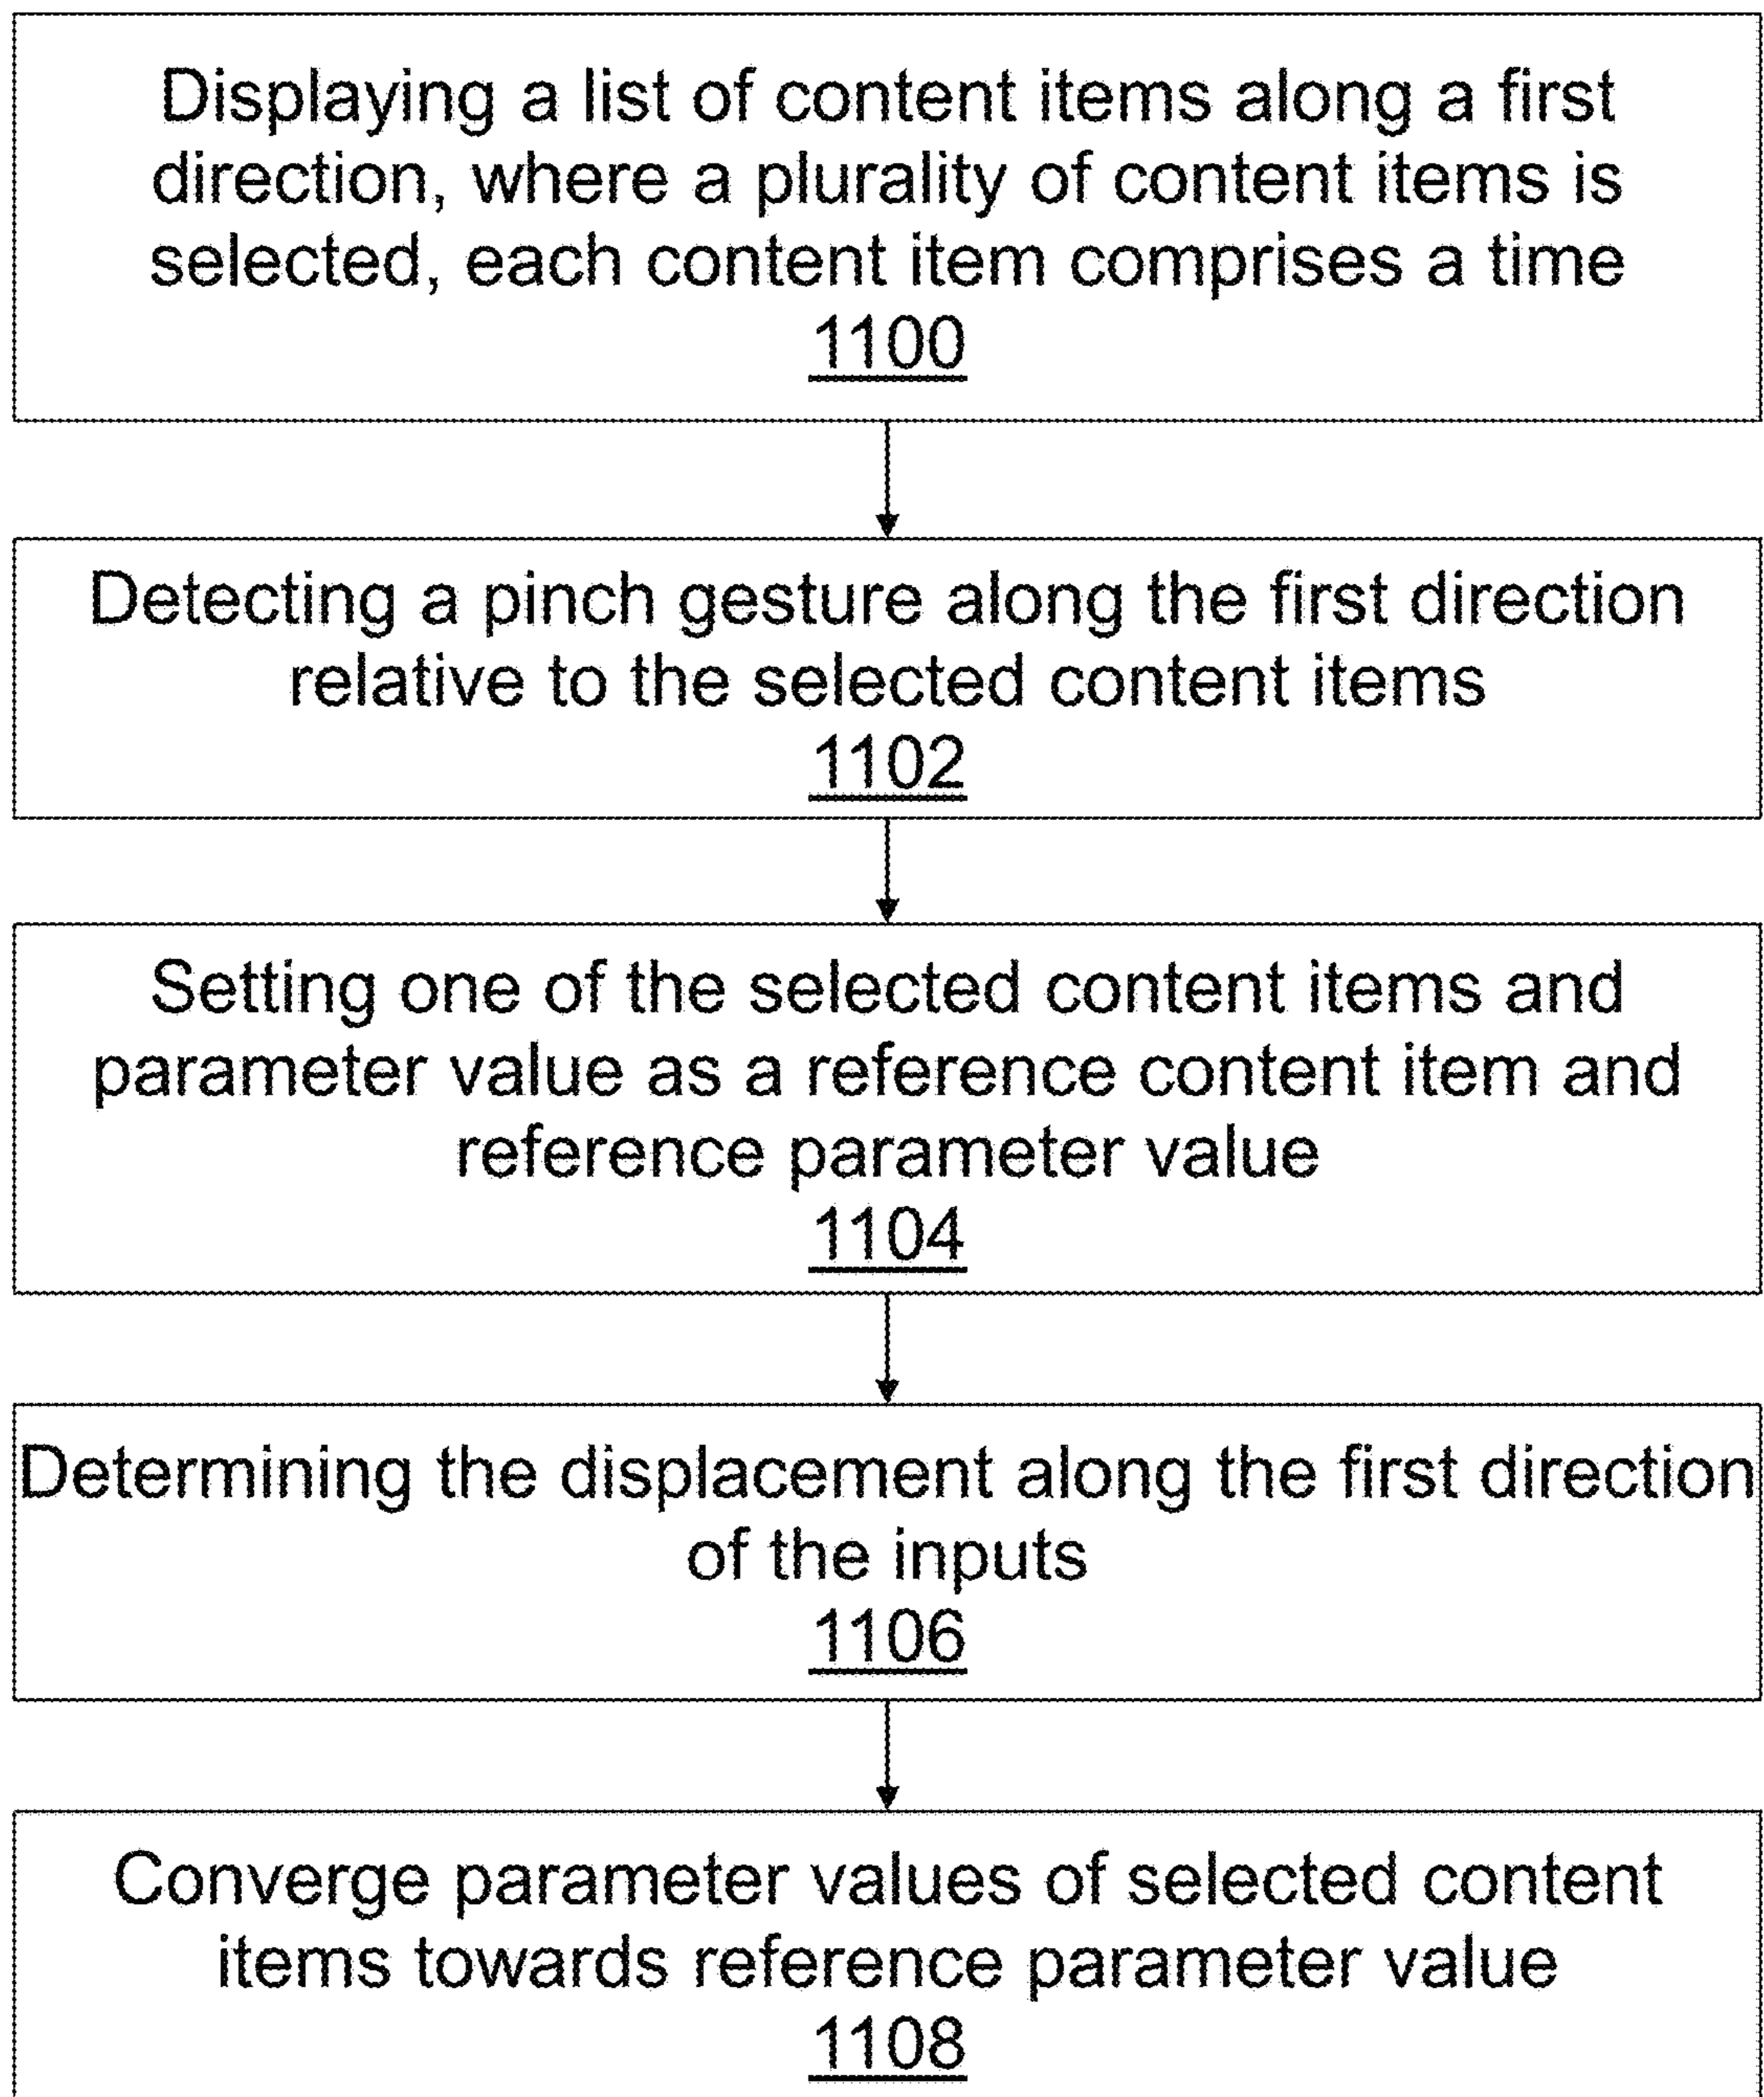 Displaying a list of content items along a first
direction, where a plurality of content items is
selected, each content item comprises a time
1100
Detecting a pinch gesture along the first direction
relative to the selected content items
1102
Setting one of the selected content items and
parameter value as a reference content item and
reference parameter value
1104
Determining the displacement along the first direction
of the inputs
1106
Converge parameter values of selected content
items towards reference parameter value
1108